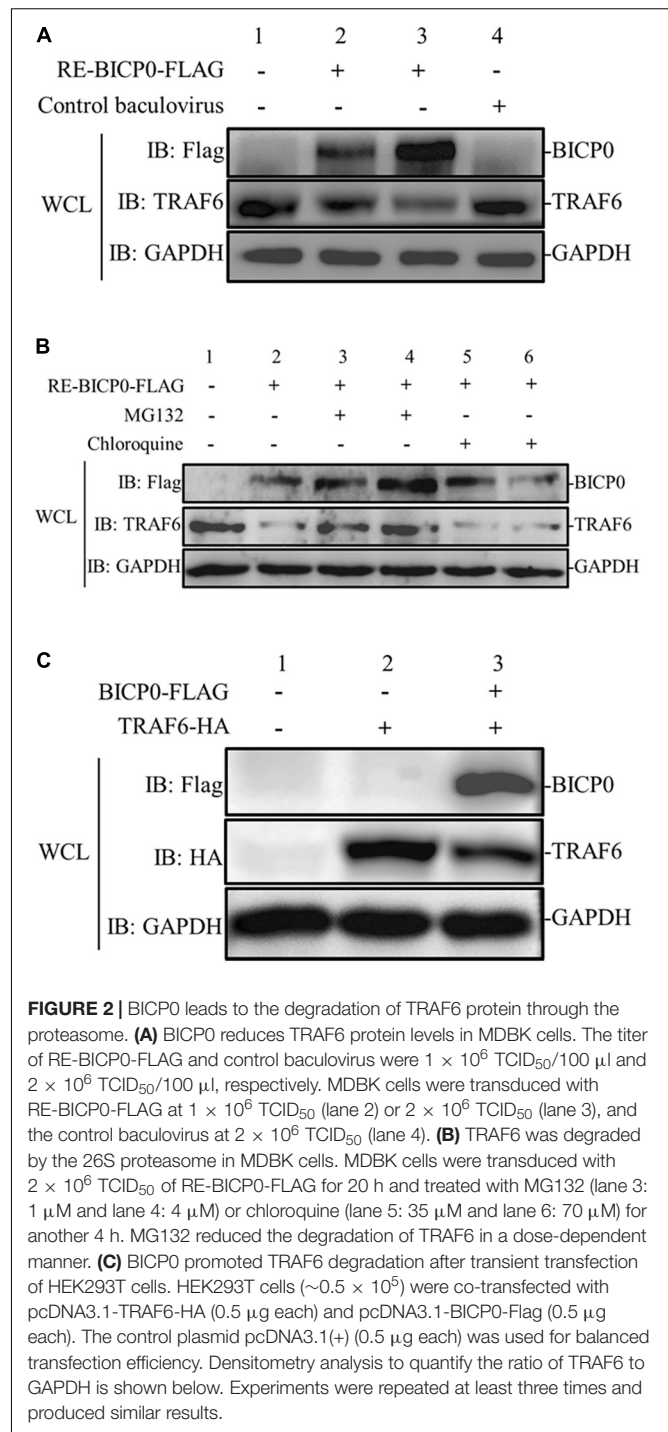 A
1 2 3 4
RE-BICP0-FLAG - + + -
Control baculovirus - - - +
IB: Flag -BICP0
WCL IB: TRAF6 -TRAF6
IB: GAPDH -GAPDH
B
1 2 3 4 5 6
RE-BICP0-FLAG - + + + + +
MG132 - - + + - -
Chloroquine - - - - + +
IB: Flag -BICP0
WCL IB: TRAF6 -TRAF6
IB: GAPDH -GAPDH
C
1 2 3
BICP0-FLAG - - +
TRAF6-HA - + +
IB: Flag -BICP0
WCL IB: HA -TRAF6
IB: GAPDH -GAPDH
FIGURE 2 | BICP0 leads to the degradation of TRAF6 protein through the
proteasome. (A) BICP0 reduces TRAF6 protein levels in MDBK cells. The titer
of RE-BICP0-FLAG and control baculovirus were 1 × 10⁶ TCID₅₀/100 µl and
2 × 10⁶ TCID₅₀/100 µl, respectively. MDBK cells were transduced with
RE-BICP0-FLAG at 1 × 10⁶ TCID₅₀ (lane 2) or 2 × 10⁶ TCID₅₀ (lane 3), and
the control baculovirus at 2 × 10⁶ TCID₅₀ (lane 4). (B) TRAF6 was degraded
by the 26S proteasome in MDBK cells. MDBK cells were transduced with
2 × 10⁶ TCID₅₀ of RE-BICP0-FLAG for 20 h and treated with MG132 (lane 3:
1 µM and lane 4: 4 µM) or chloroquine (lane 5: 35 µM and lane 6: 70 µM) for
another 4 h. MG132 reduced the degradation of TRAF6 in a dose-dependent
manner. (C) BICP0 promoted TRAF6 degradation after transient transfection
of HEK293T cells. HEK293T cells (~0.5 × 10⁵) were co-transfected with
pcDNA3.1-TRAF6-HA (0.5 µg each) and pcDNA3.1-BICP0-Flag (0.5 µg
each). The control plasmid pcDNA3.1(+) (0.5 µg each) was used for balanced
transfection efficiency. Densitometry analysis to quantify the ratio of TRAF6 to
GAPDH is shown below. Experiments were repeated at least three times and
produced similar results.